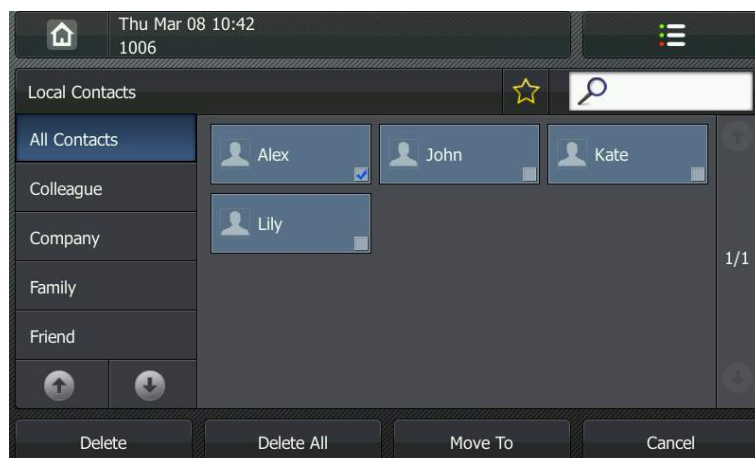 Thu Mar 08 10:42
1006
Local Contacts
All Contacts
Colleague
Company
Family
Friend
Alex
John
Kate
Lily
1/1
Delete
Delete All
Move To
Cancel